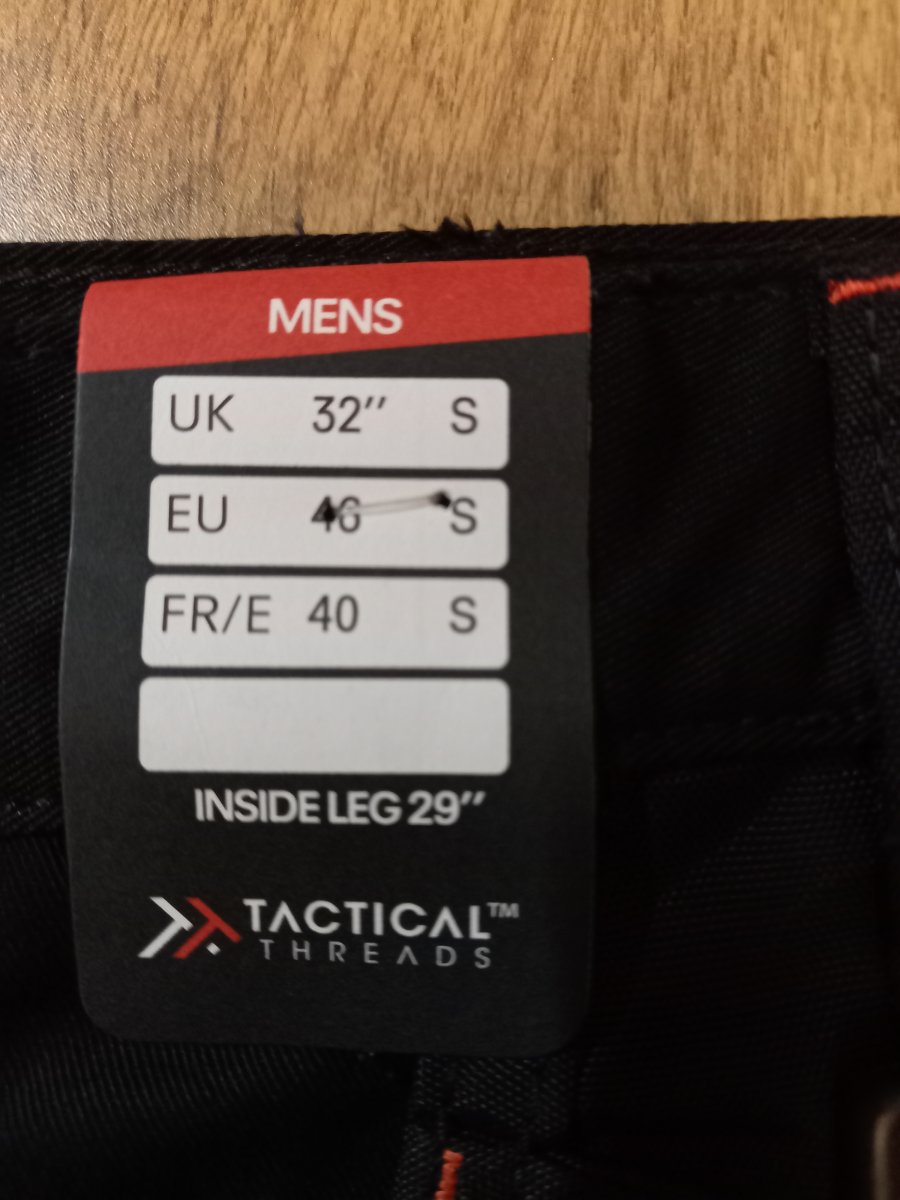 MENS
UK 32" S
EU 46 S
FR/E 40 S
INSIDE LEG 29"
TACTICAL™
THREADS